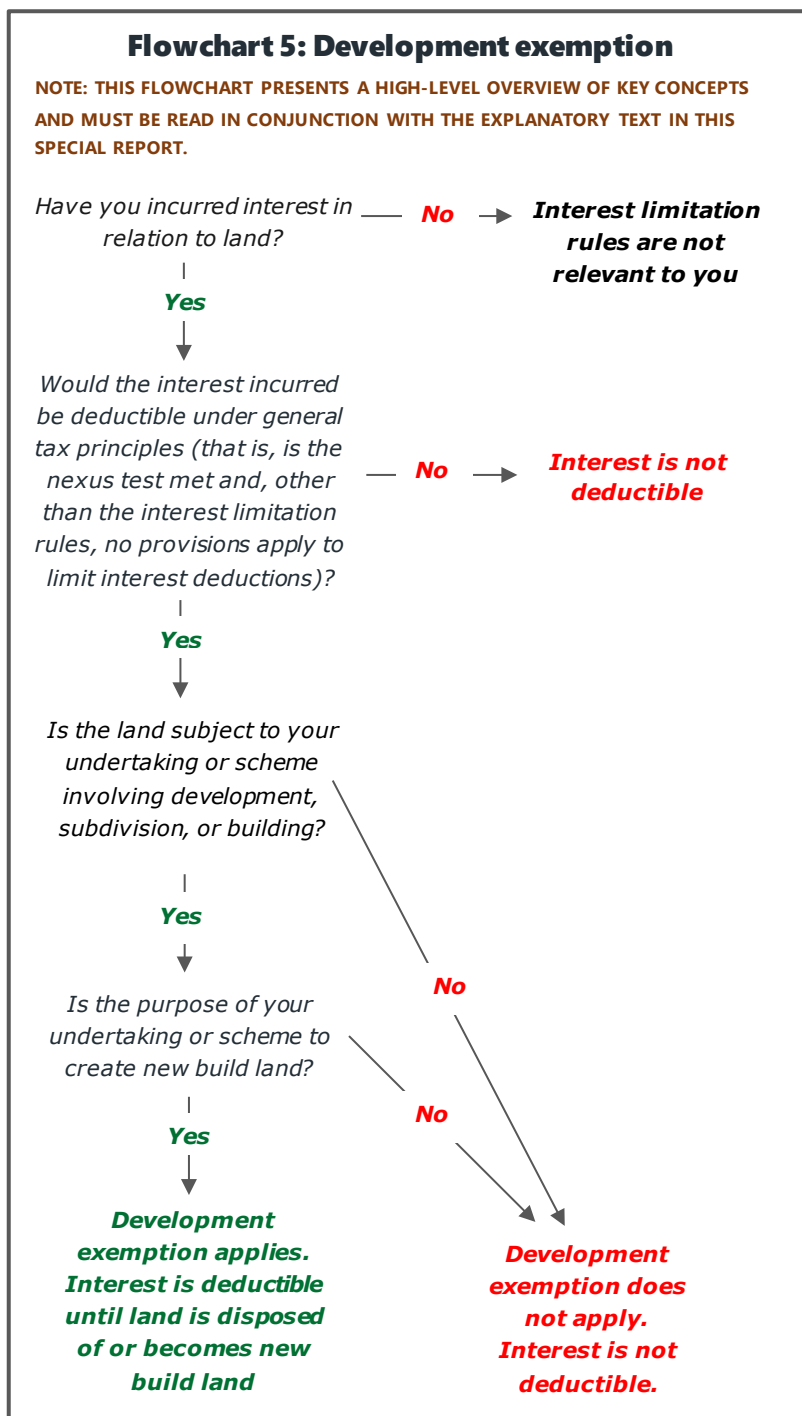 Flowchart 5: Development exemption
NOTE: THIS FLOWCHART PRESENTS A HIGH-LEVEL OVERVIEW OF KEY CONCEPTS
AND MUST BE READ IN CONJUNCTION WITH THE EXPLANATORY TEXT IN THIS
SPECIAL REPORT.
Have you incurred interest in
relation to land?
No
Interest limitation
rules are not
relevant to you
Yes
Would the interest incurred
be deductible under general
tax principles (that is, is the
nexus test met and, other
than the interest limitation
rules, no provisions apply to
limit interest deductions)?
No
Interest is not
deductible
Yes
Is the land subject to your
undertaking or scheme
involving development,
subdivision, or building?
Yes
No
Is the purpose of your
undertaking or scheme to
create new build land?
No
Yes
Development
exemption applies.
Interest is deductible
until land is disposed
of or becomes new
build land
Development
exemption does
not apply.
Interest is not
deductible.